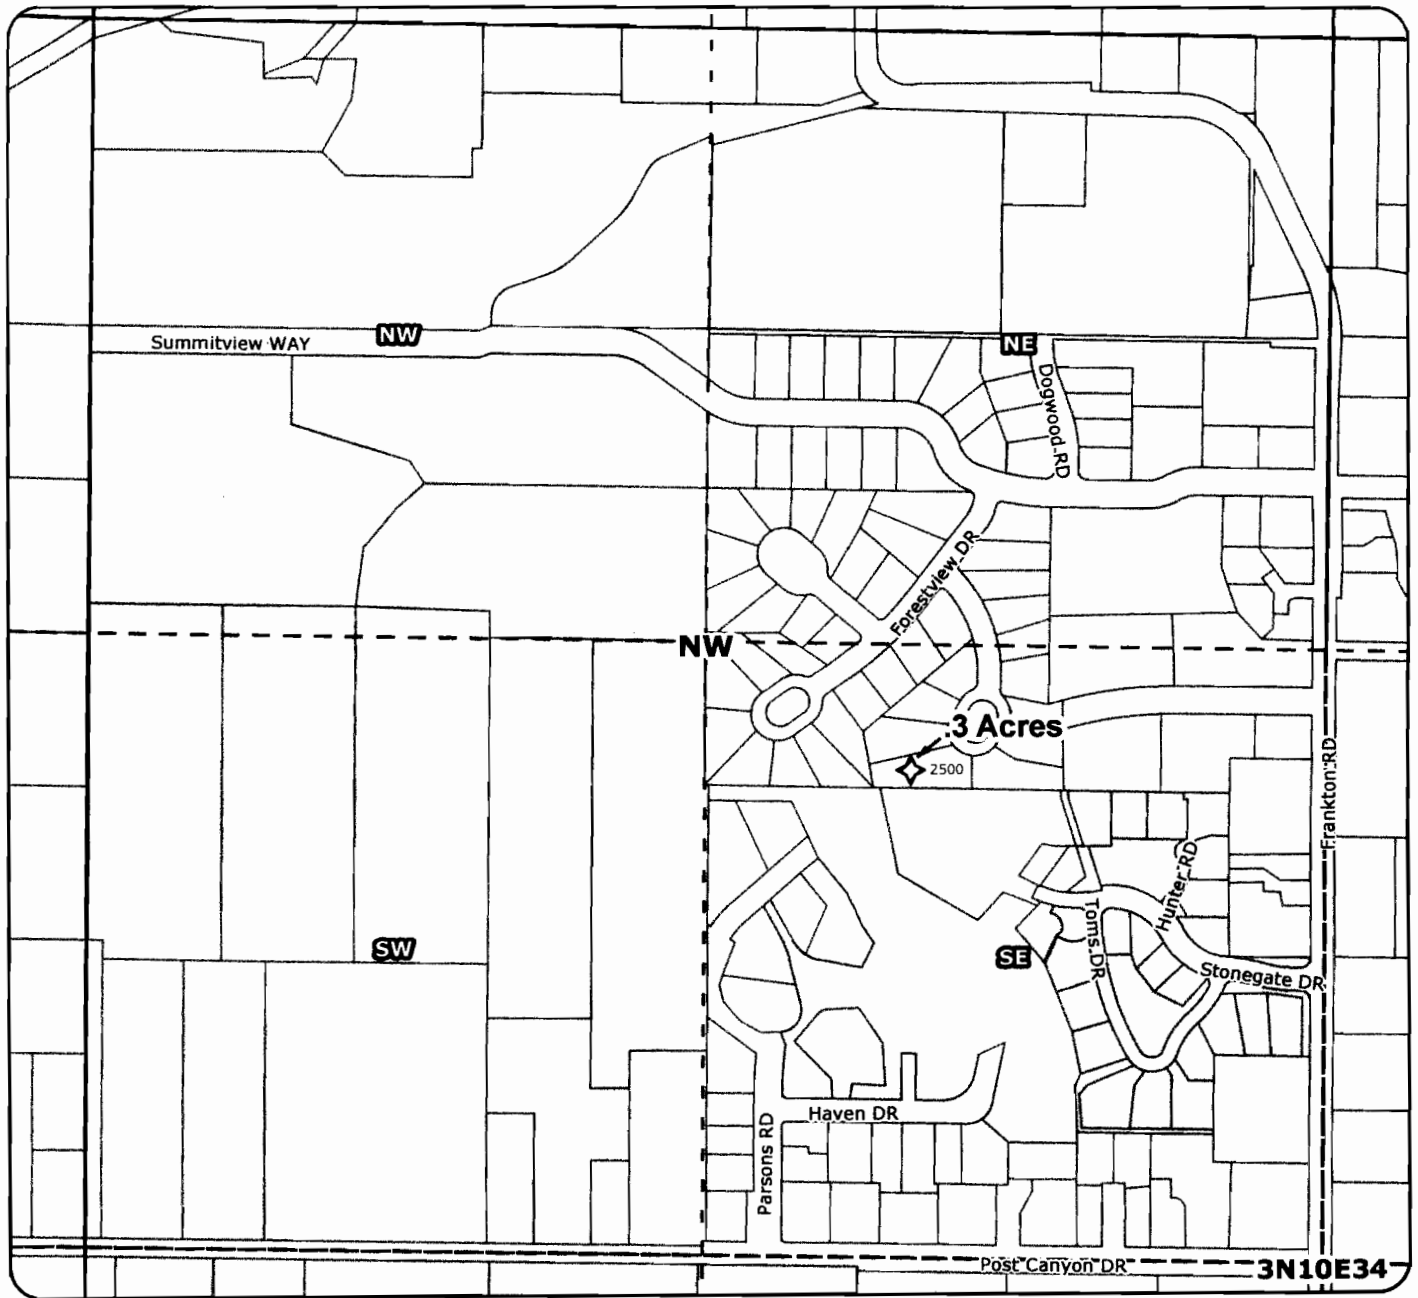 Summitview WAY
NW
NE
Dogwood RD
Forestview DR
NW
.3 Acres
2500
Frankton RD
Hunter RD
SW
SE
Toms DR
Stonegate DR
Haven DR
Parsons RD
Post Canyon DR
3N10E34